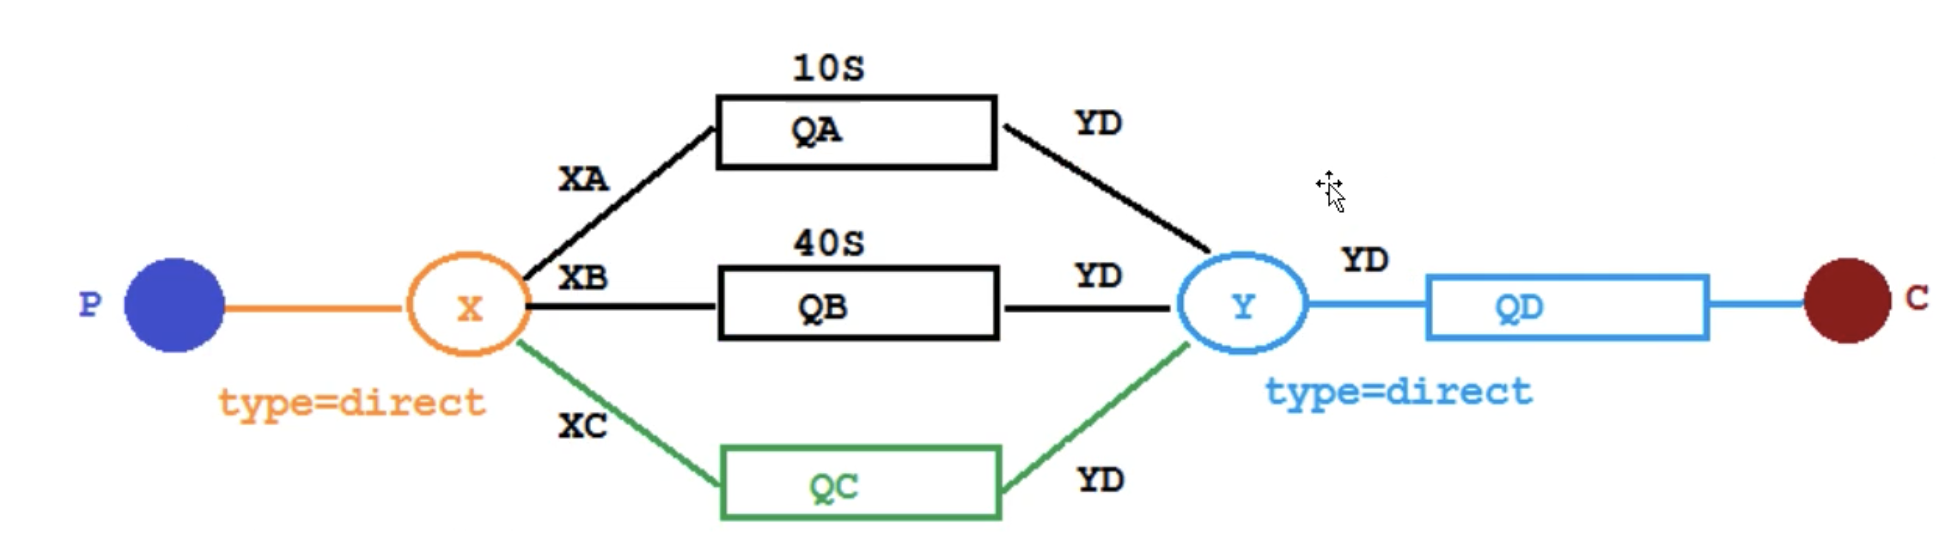 10S
QA
YD
XA
40S
XB
QB
YD
YD
P
X
Y
QD
C
type=direct
type=direct
XC
QC
YD